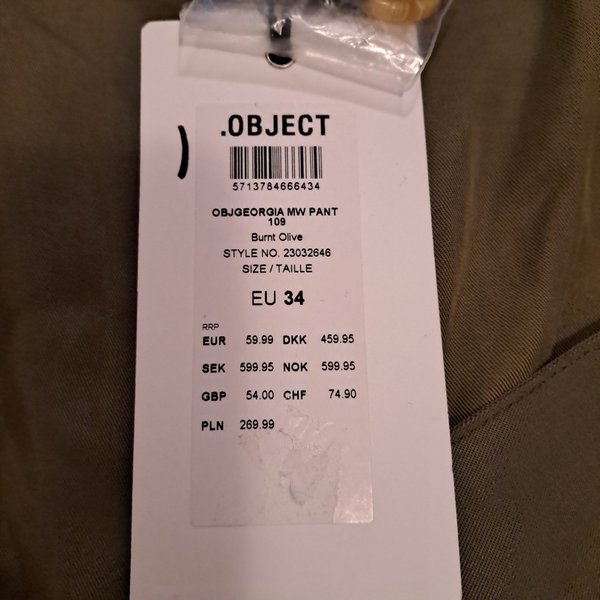 .OBJECT
5713784666434
OBJGEORGIA MW PANT
109
Burnt Olive
STYLE NO. 23032646
SIZE / TAILLE
EU 34
RRP
EUR 59.99 DKK 459.95
SEK 599.95 NOK 599.95
GBP 54.00 CHF 74.90
PLN 269.99